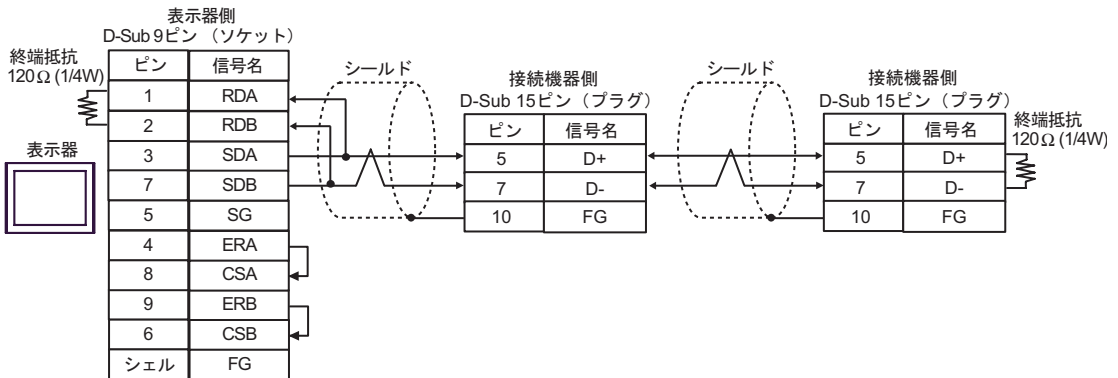 表示器側
D-Sub 9ピン (ソケット)
終端抵抗
120Ω (1/4W)
ピン 信号名
1 RDA
2 RDB
3 SDA
7 SDB
5 SG
4 ERA
8 CSA
9 ERB
6 CSB
シェル FG
表示器
シールド
接続機器側
D-Sub 15ピン (プラグ)
ピン 信号名
5 D+
7 D-
10 FG
シールド
接続機器側
D-Sub 15ピン (プラグ)
ピン 信号名
5 D+
7 D-
10 FG
終端抵抗
120Ω (1/4W)